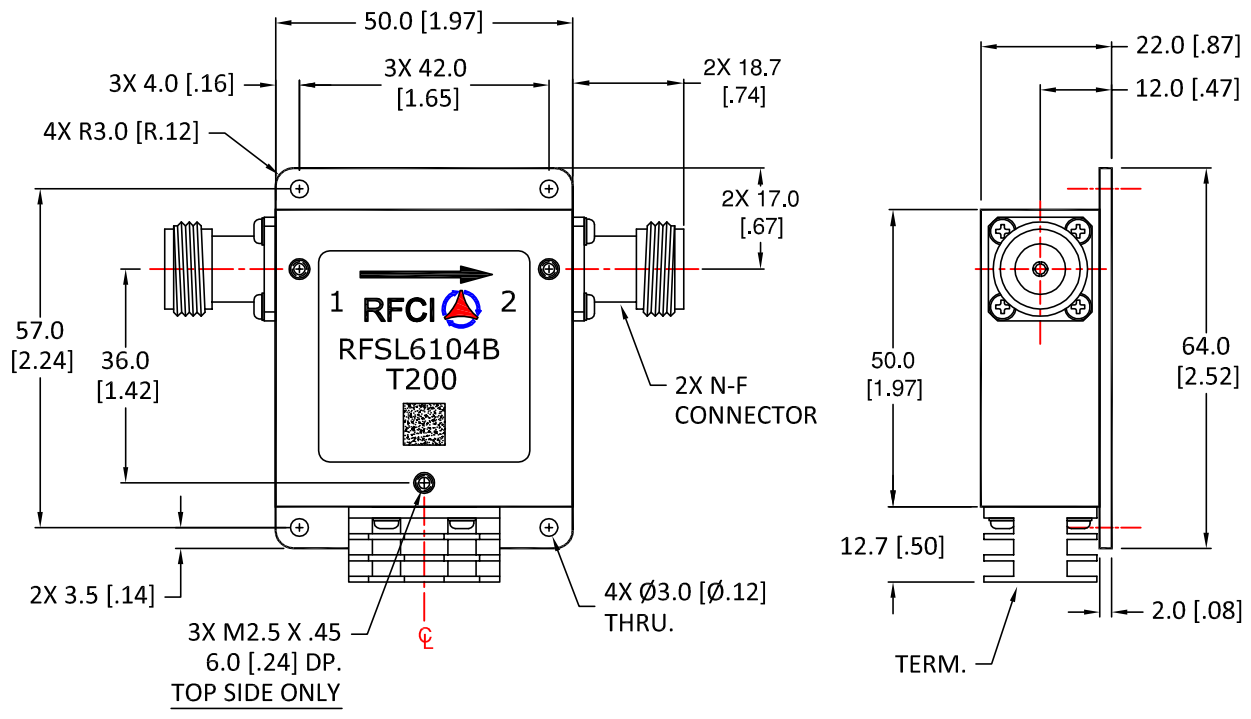 50.0 [1.97]
3X 4.0 [.16]
3X 42.0
[1.65]
2X 18.7
[.74]
4X R3.0 [R.12]
2X 17.0
[.67]
57.0
[2.24]
36.0
[1.42]
1
RFCI
2
RFSL6104B
T200
2X N-F
CONNECTOR
2X 3.5 [.14]
3X M2.5 X .45
6.0 [.24] DP.
TOP SIDE ONLY
℄
4X Ø3.0 [Ø.12]
THRU.
22.0 [.87]
12.0 [.47]
50.0
[1.97]
64.0
[2.52]
12.7 [.50]
2.0 [.08]
TERM.